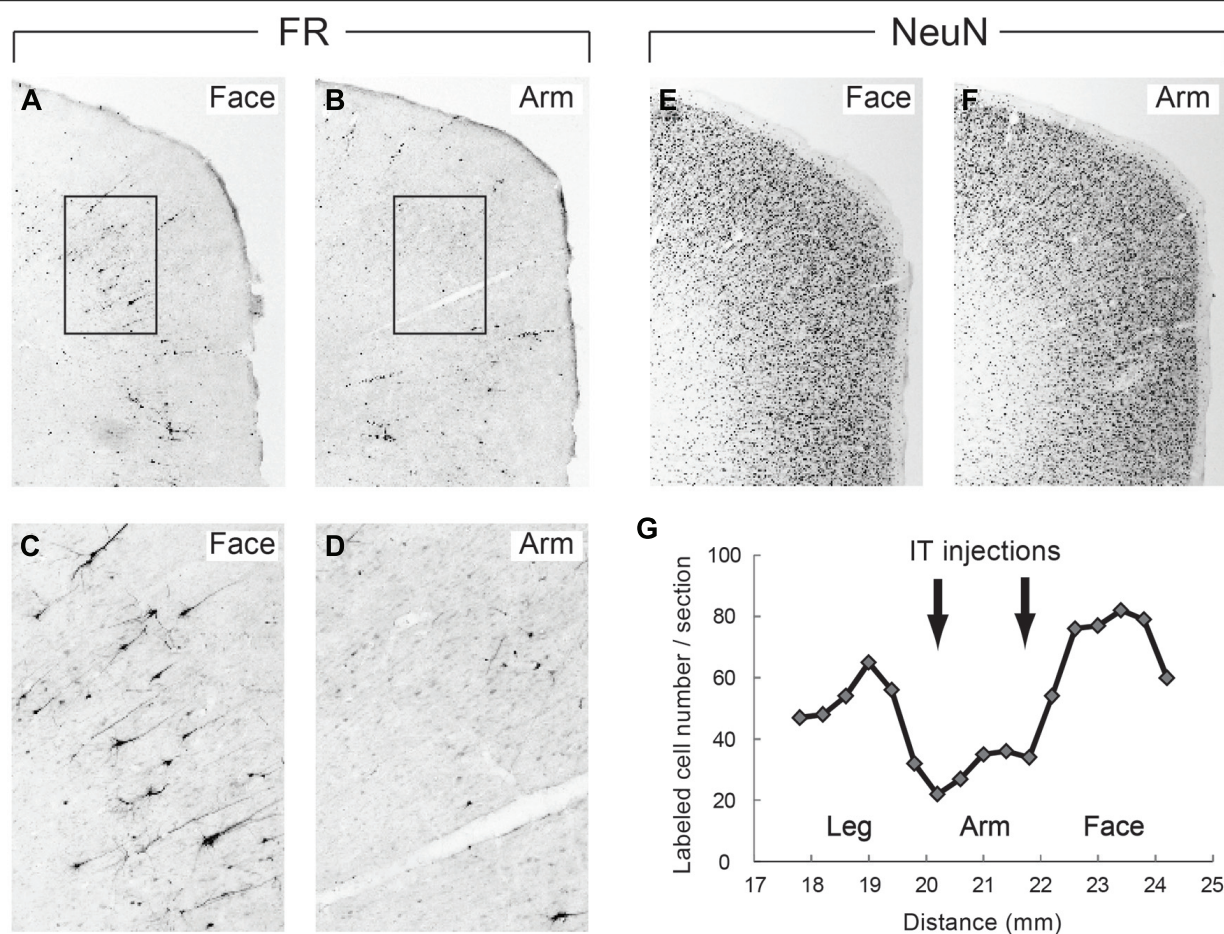 FR
NeuN
A Face
B Arm
E Face
F Arm
C Face
D Arm
G
IT injections
Labeled cell number / section
100
80
60
40
20
0
Leg Arm Face
17 18 19 20 21 22 23 24 25
Distance (mm)